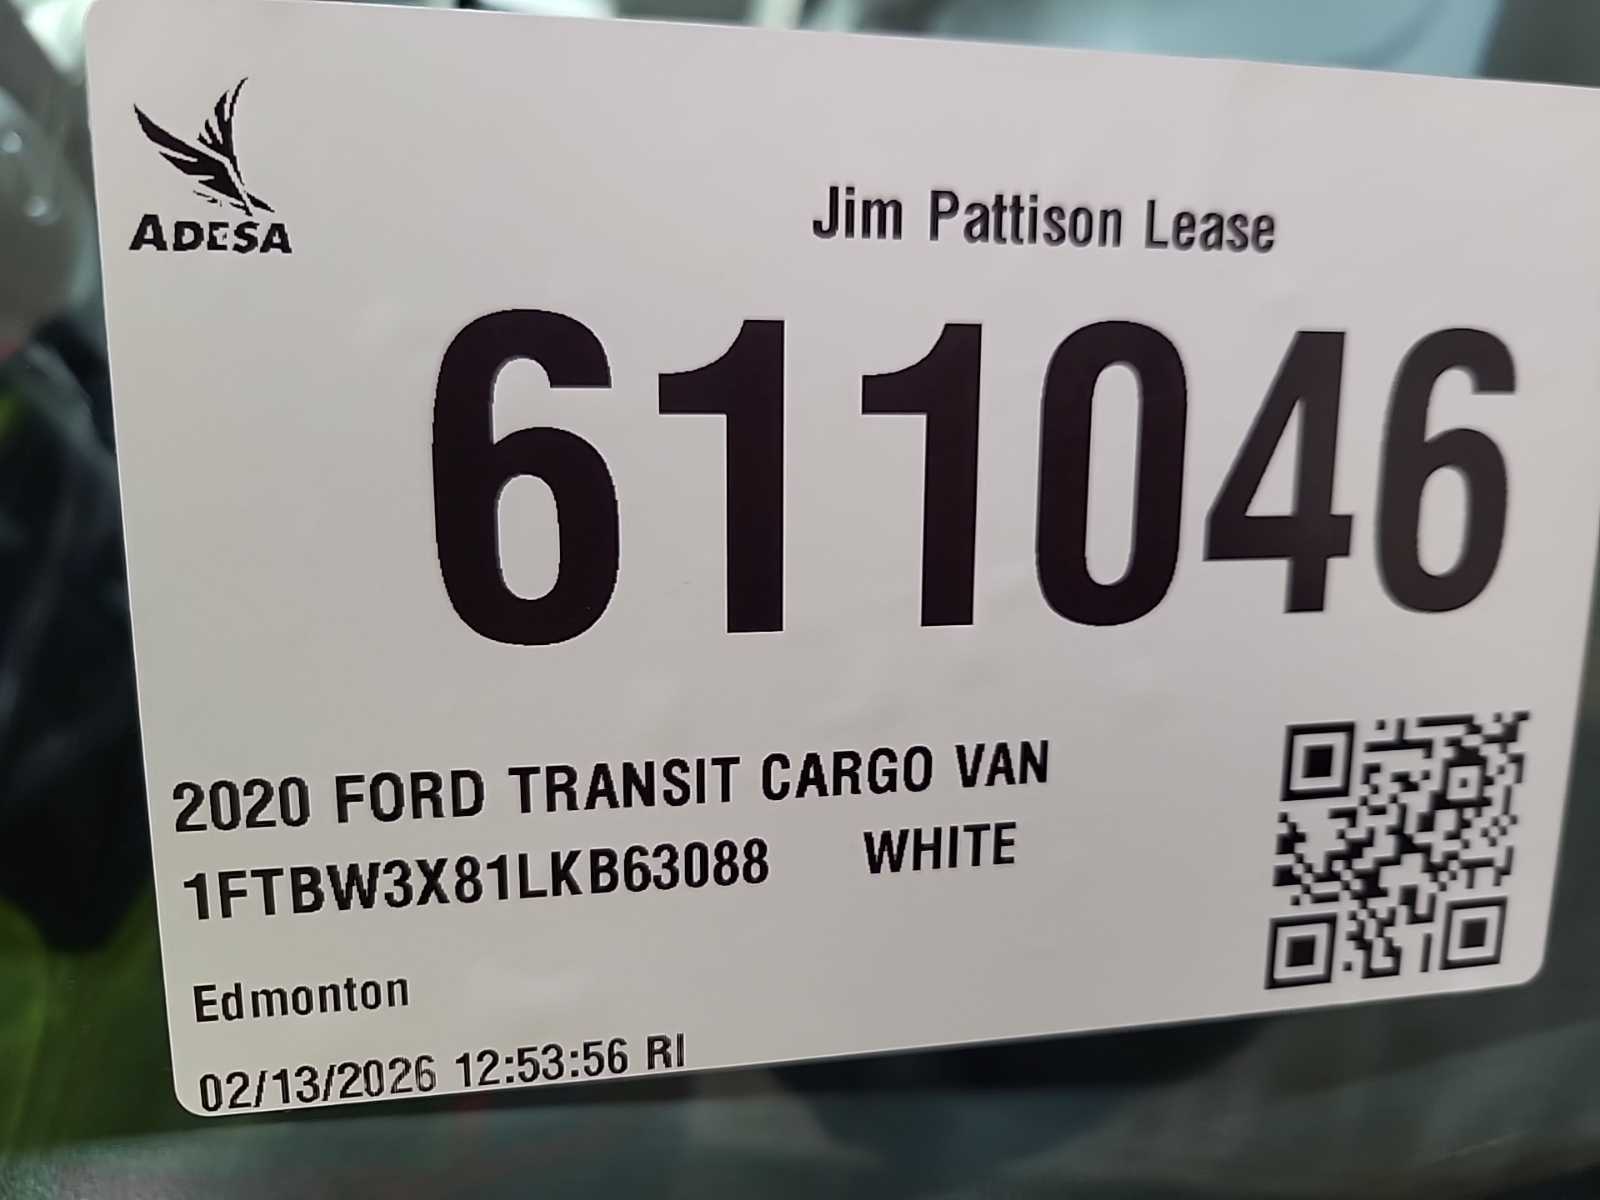 ADESA
Jim Pattison Lease
611046
2020 FORD TRANSIT CARGO VAN
1FTBW3X81LKB63088 WHITE
Edmonton
02/13/2026 12:53:56 RI